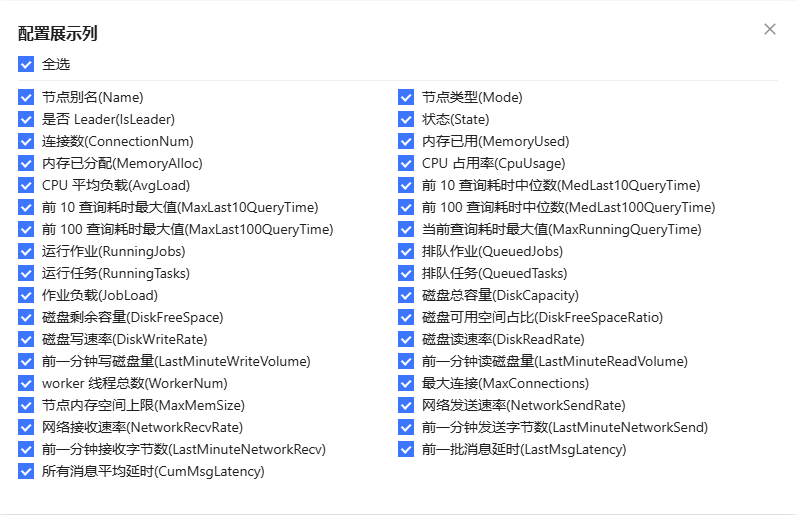 配置展示列
全选
节点别名(Name)
节点类型(Mode)
是否 Leader(IsLeader)
状态(State)
连接数(ConnectionNum)
内存已用(MemoryUsed)
内存已分配(MemoryAlloc)
CPU 占用率(CpuUsage)
CPU 平均负载(AvgLoad)
前 10 查询耗时中位数(MedLast10QueryTime)
前 10 查询耗时最大值(MaxLast10QueryTime)
前 100 查询耗时中位数(MedLast100QueryTime)
前 100 查询耗时最大值(MaxLast100QueryTime)
当前查询耗时最大值(MaxRunningQueryTime)
运行作业(RunningJobs)
排队作业(QueuedJobs)
运行任务(RunningTasks)
排队任务(QueuedTasks)
作业负载(JobLoad)
磁盘总容量(DiskCapacity)
磁盘剩余容量(DiskFreeSpace)
磁盘可用空间占比(DiskFreeSpaceRatio)
磁盘写速率(DiskWriteRate)
磁盘读速率(DiskReadRate)
前一分钟写磁盘量(LastMinuteWriteVolume)
前一分钟读磁盘量(LastMinuteReadVolume)
worker 线程总数(WorkerNum)
最大连接(MaxConnections)
节点内存空间上限(MaxMemSize)
网络发送速率(NetworkSendRate)
网络接收速率(NetworkRecvRate)
前一分钟发送字节数(LastMinuteNetworkSend)
前一分钟接收字节数(LastMinuteNetworkRecv)
前一批消息延时(LastMsgLatency)
所有消息平均延时(CumMsgLatency)